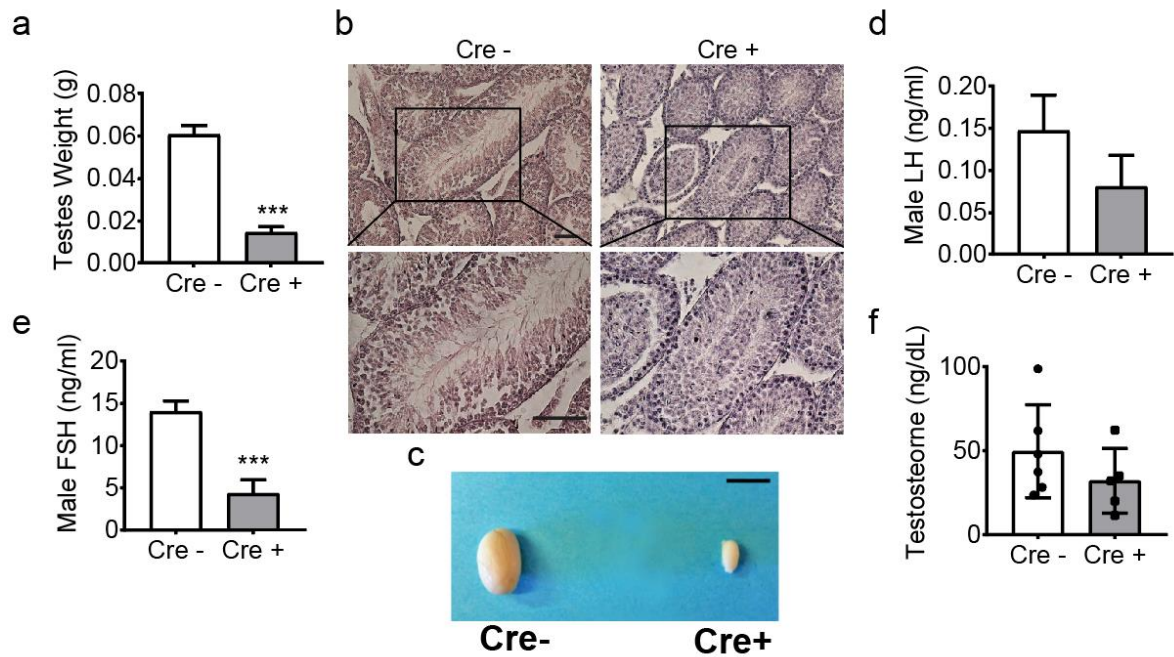 a
Testes Weight (g)
0.08
0.06
0.04
0.02
0.00
***
Cre -
Cre +
b
Cre -
Cre +
c
Cre-
Cre+
d
Male LH (ng/ml)
0.20
0.15
0.10
0.05
0.00
Cre -
Cre +
e
Male FSH (ng/ml)
20
15
10
5
0
***
Cre -
Cre +
f
Testosteorne (ng/dL)
100
50
0
Cre -
Cre +